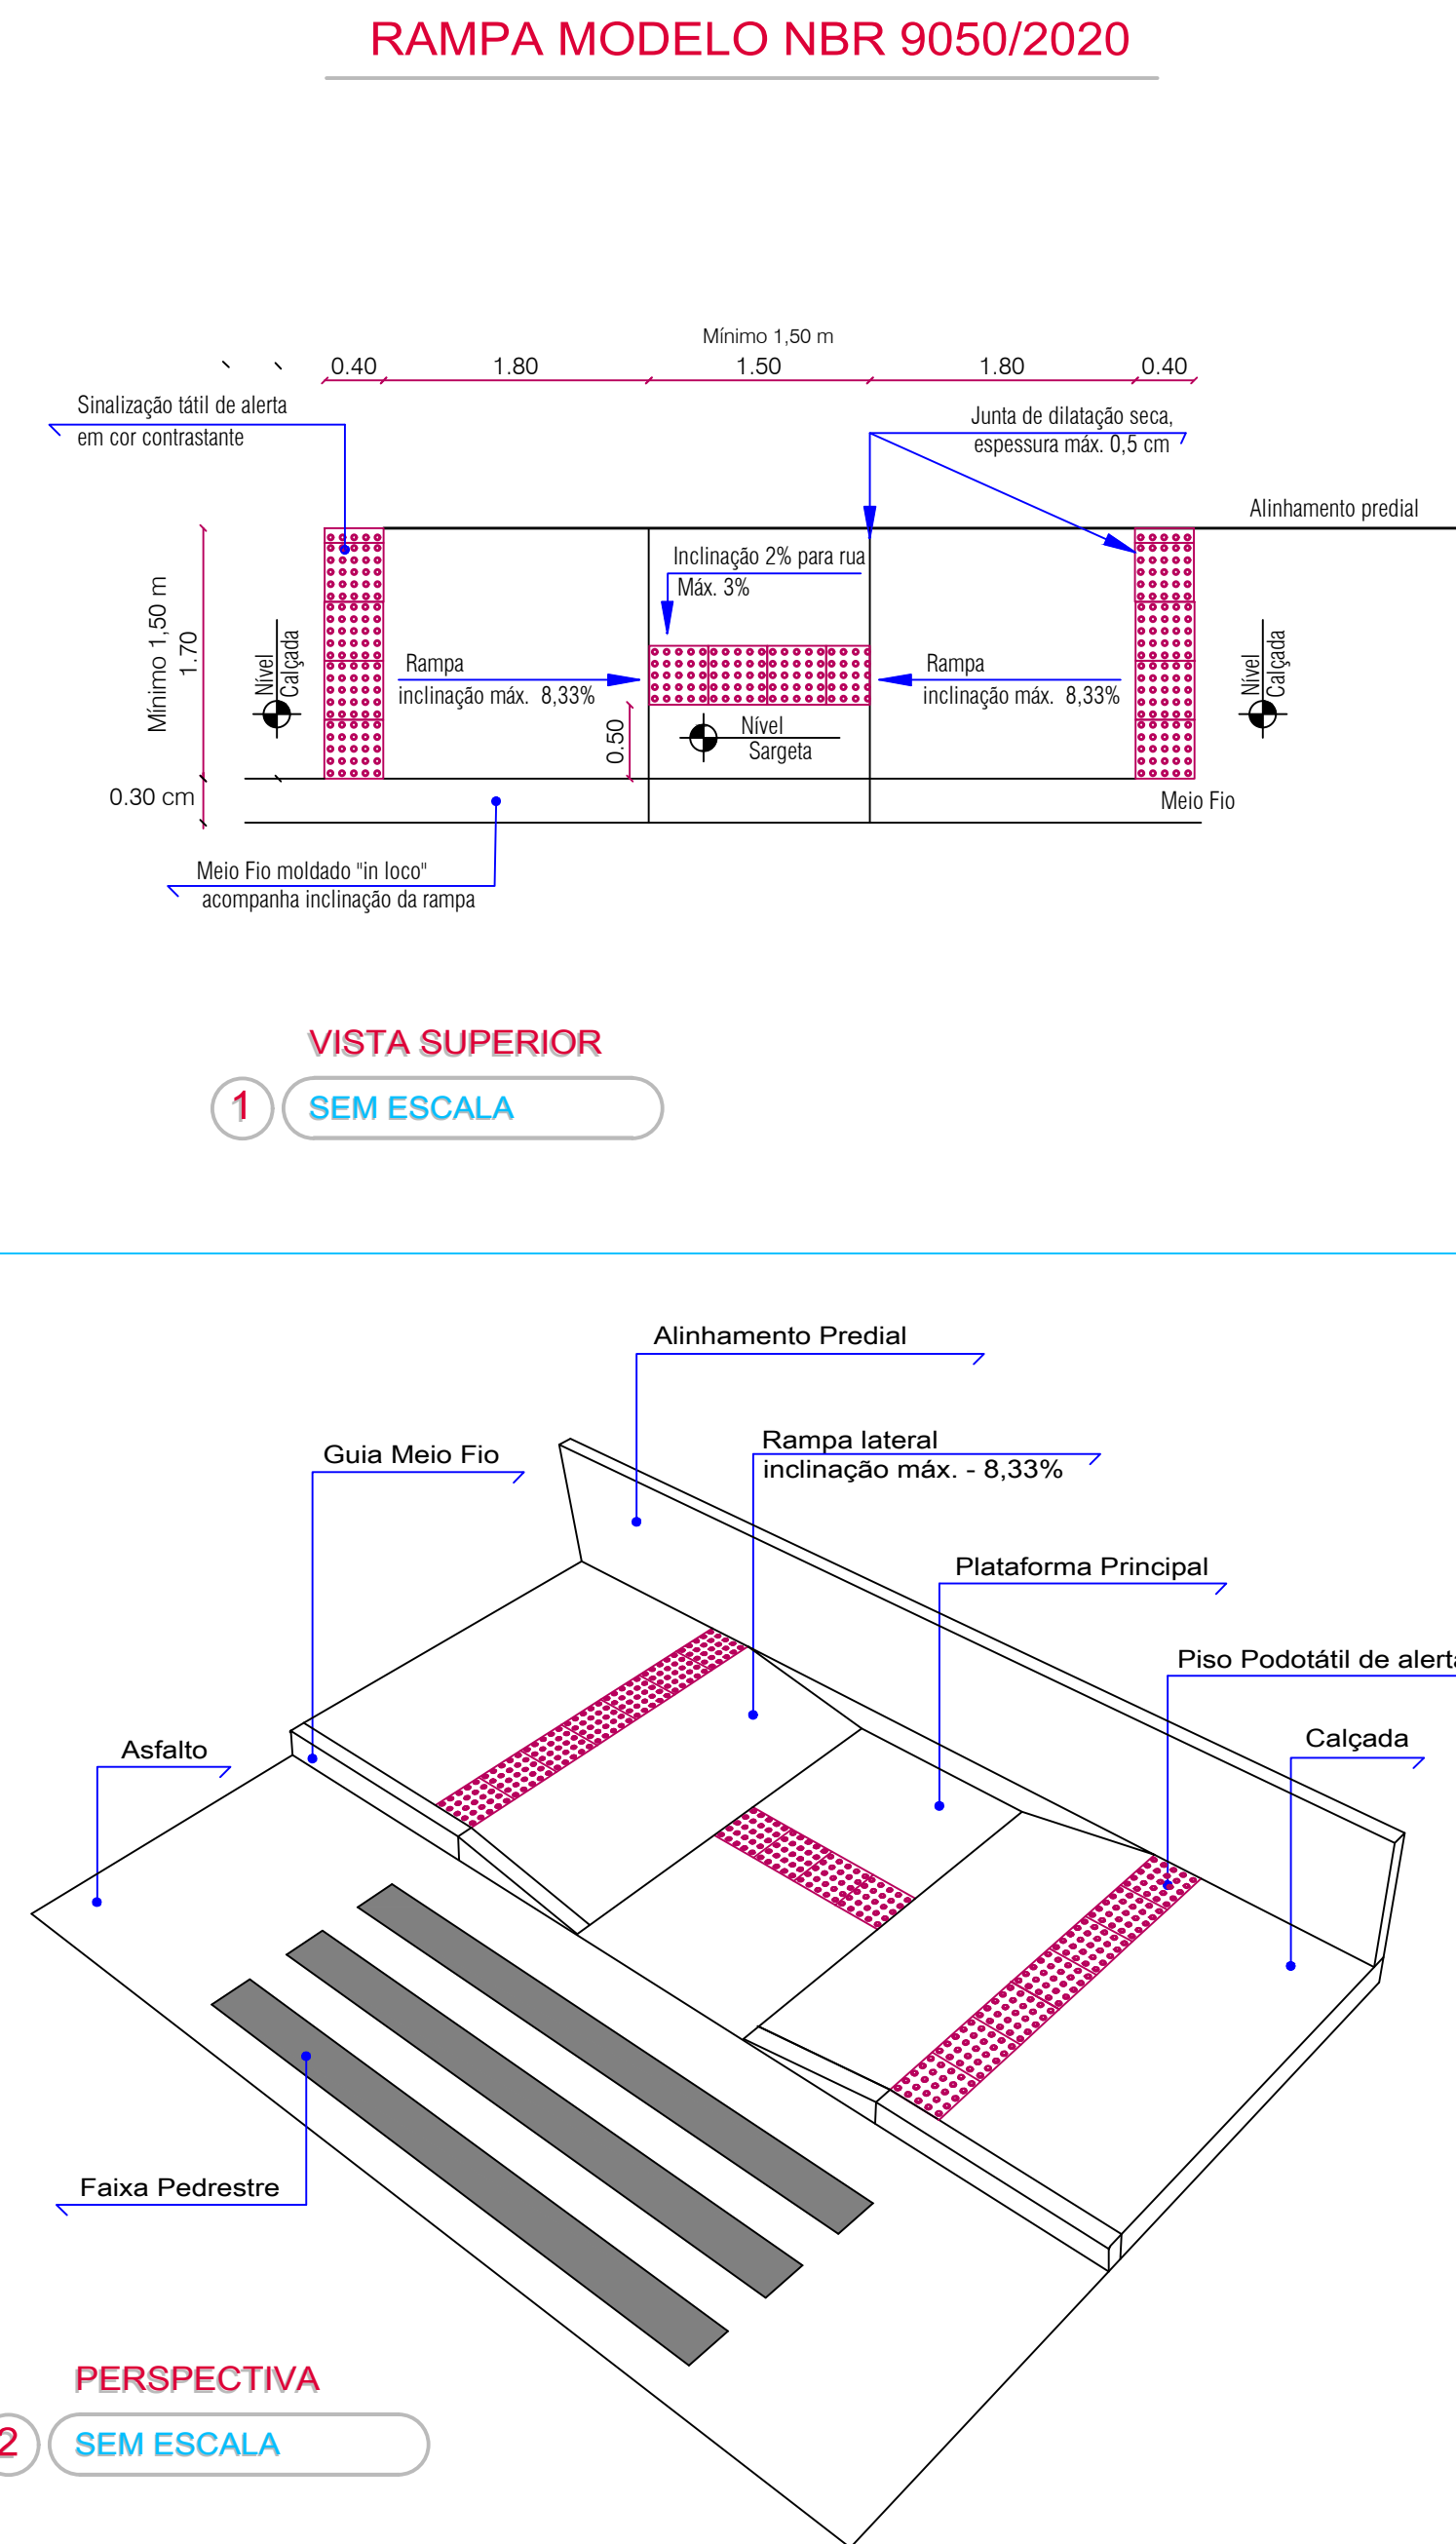 RAMPA MODELO NBR 9050/2020
Mínimo 1,50 m
0.40
1.80
1.50
1.80
0.40
Sinalização tátil de alerta
em cor contrastante
Junta de dilatação seca,
espessura máx. 0,5 cm
Alinhamento predial
Inclinação 2% para rua
Máx. 3%
Mínimo 1,50 m
1.70
Nível
Calçada
Rampa
inclinação máx. 8,33%
Rampa
inclinação máx. 8,33%
Nível
Calçada
0.50
Nível
Sargeta
0.30 cm
Meio Fio
Meio Fio moldado "in loco"
acompanha inclinação da rampa
VISTA SUPERIOR
1
SEM ESCALA
Alinhamento Predial
Rampa lateral
inclinação máx. - 8,33%
Guia Meio Fio
Plataforma Principal
Piso Podotátil de alerta
Calçada
Asfalto
Faixa Pedrestre
PERSPECTIVA
2
SEM ESCALA